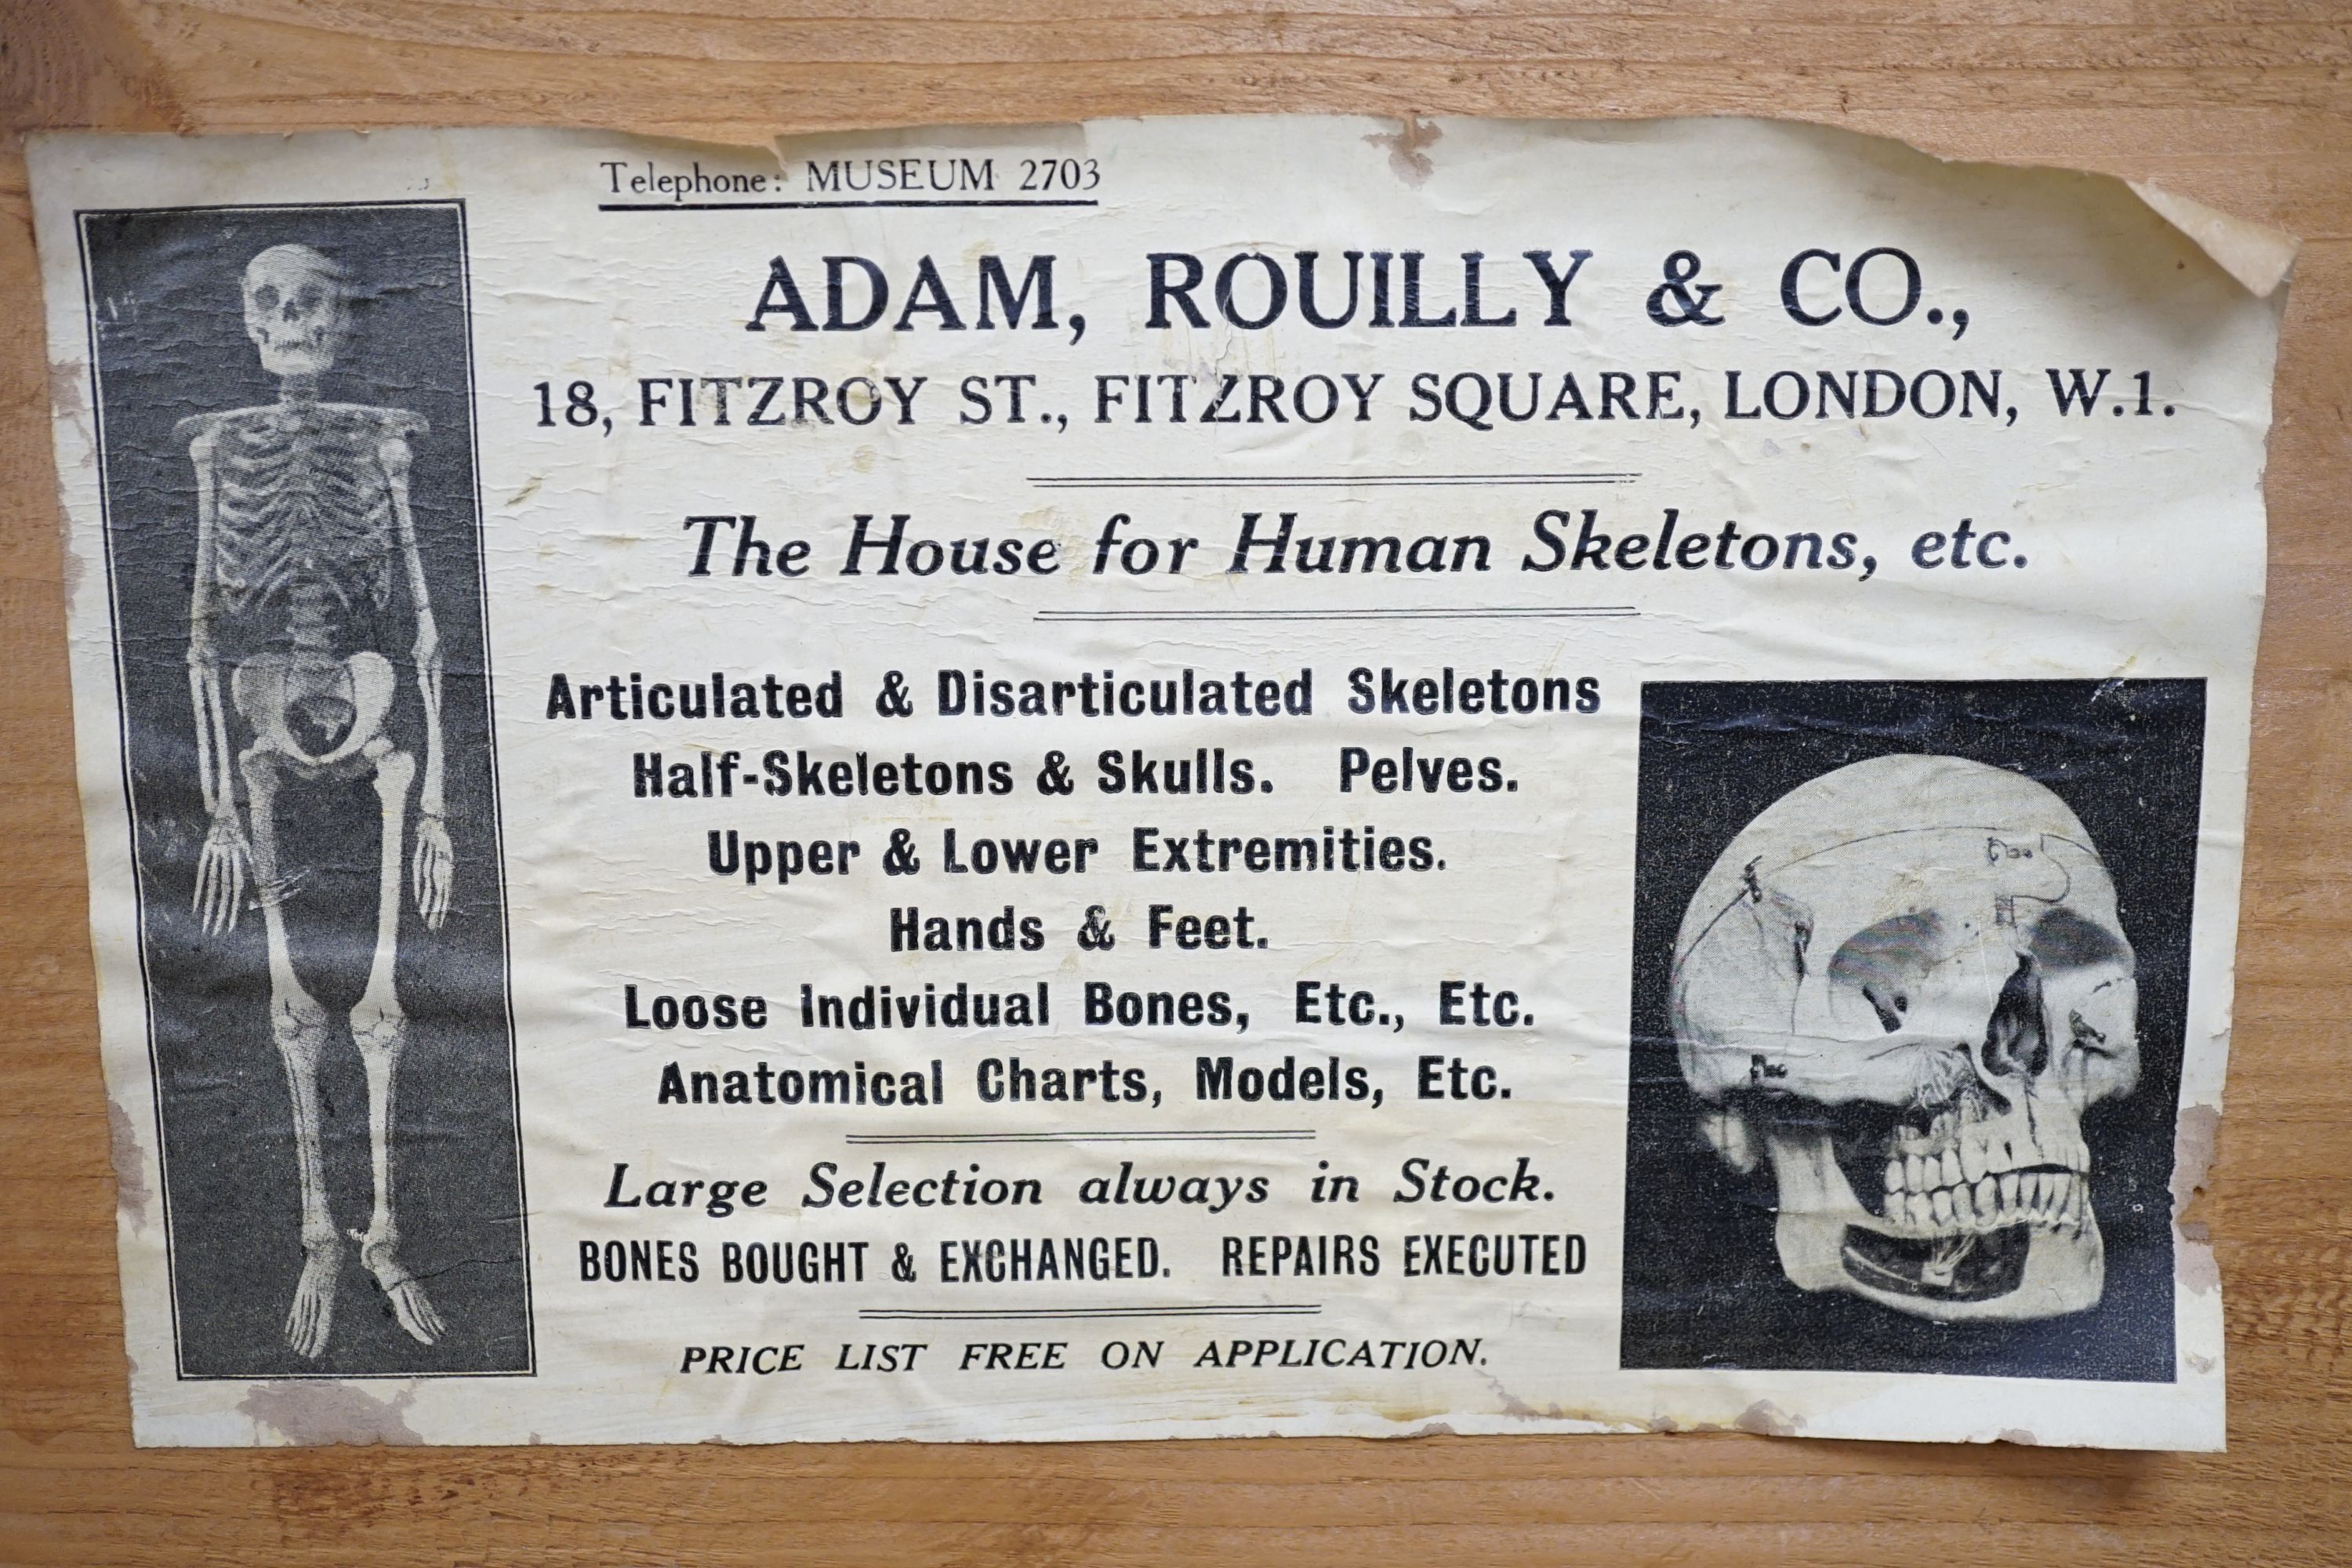 Telephone: MUSEUM 2703
ADAM, ROUILLY & CO.,
18, FITZROY ST., FITZROY SQUARE, LONDON, W.1.
The House for Human Skeletons, etc.
Articulated & Disarticulated Skeletons
Half-Skeletons & Skulls. Pelves.
Upper & Lower Extremities.
Hands & Feet.
Loose Individual Bones, Etc., Etc.
Anatomical Charts, Models, Etc.
Large Selection always in Stock.
BONES BOUGHT & EXCHANGED. REPAIRS EXECUTED
PRICE LIST FREE ON APPLICATION.